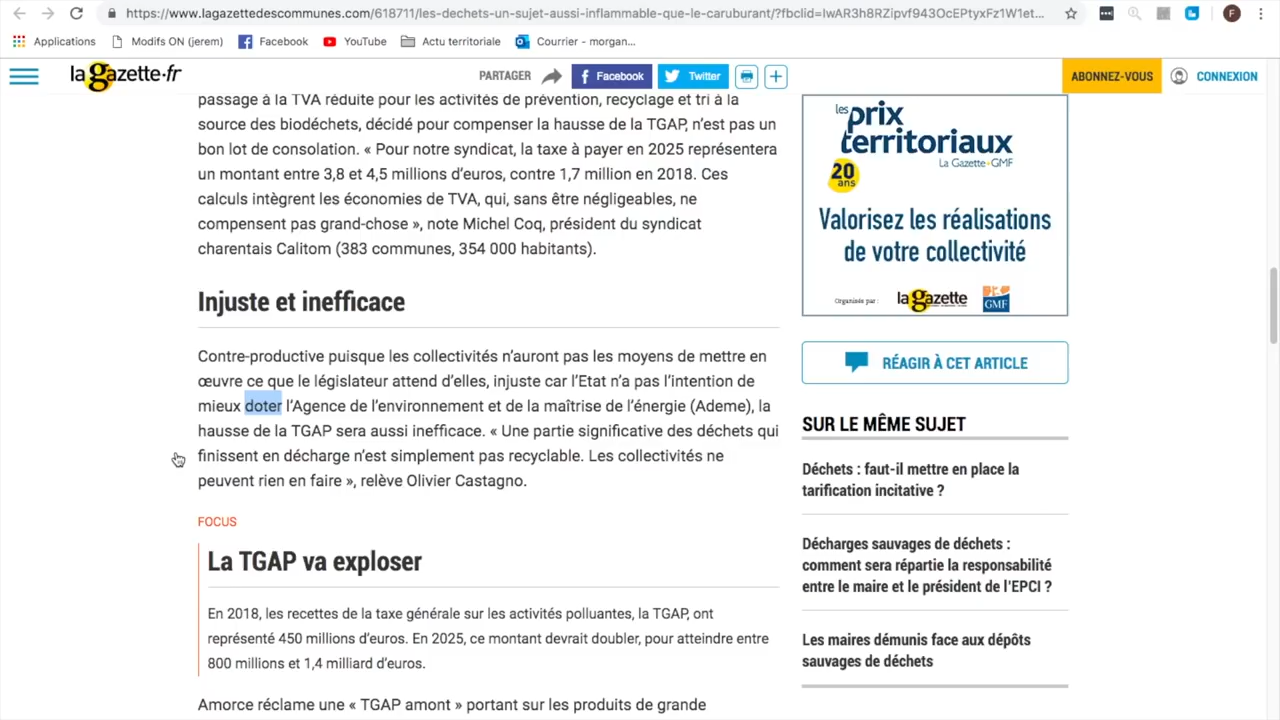 https://www.lagazettedescommunes.com/618711/les-dechets-un-sujet-aussi-inflammable-que-le-caruburant/?fbclid=IwAR3h8RZipvf943OcEPtyxFz1W1et...
F
Applications
Modifs ON (jerem)
Facebook
YouTube
Actu territoriale
Courrier - morgan...
la gazette.fr
PARTAGER
Facebook
Twitter
ABONNEZ-VOUS
CONNEXION
passage à la TVA réduite pour les activités de prévention, recyclage et tri à la
source des biodéchets, décidé pour compenser la hausse de la TGAP, n'est pas un
bon lot de consolation. « Pour notre syndicat, la taxe à payer en 2025 représentera
un montant entre 3,8 et 4,5 millions d'euros, contre 1,7 million en 2018. Ces
calculs intègrent les économies de TVA, qui, sans être négligeables, ne
compensent pas grand-chose », note Michel Coq, président du syndicat
charentais Calitom (383 communes, 354 000 habitants).
Injuste et inefficace
Contre-productive puisque les collectivités n'auront pas les moyens de mettre en
œuvre ce que le législateur attend d'elles, injuste car l'Etat n'a pas l'intention de
mieux doter l'Agence de l'environnement et de la maîtrise de l'énergie (Ademe), la
hausse de la TGAP sera aussi inefficace. « Une partie significative des déchets qui
finissent en décharge n'est simplement pas recyclable. Les collectivités ne
peuvent rien en faire », relève Olivier Castagno.
FOCUS
La TGAP va exploser
En 2018, les recettes de la taxe générale sur les activités polluantes, la TGAP, ont
représenté 450 millions d'euros. En 2025, ce montant devrait doubler, pour atteindre entre
800 millions et 1,4 milliard d'euros.
Amorce réclame une « TGAP amont » portant sur les produits de grande
les prix
territoriaux
La Gazette GMF
20
ans
Valorisez les réalisations
de votre collectivité
Organisés par :
la gazette
GMF
RÉAGIR À CET ARTICLE
SUR LE MÊME SUJET
Déchets : faut-il mettre en place la
tarification incitative ?
Décharges sauvages de déchets :
comment sera répartie la responsabilité
entre le maire et le président de l'EPCI ?
Les maires démunis face aux dépôts
sauvages de déchets